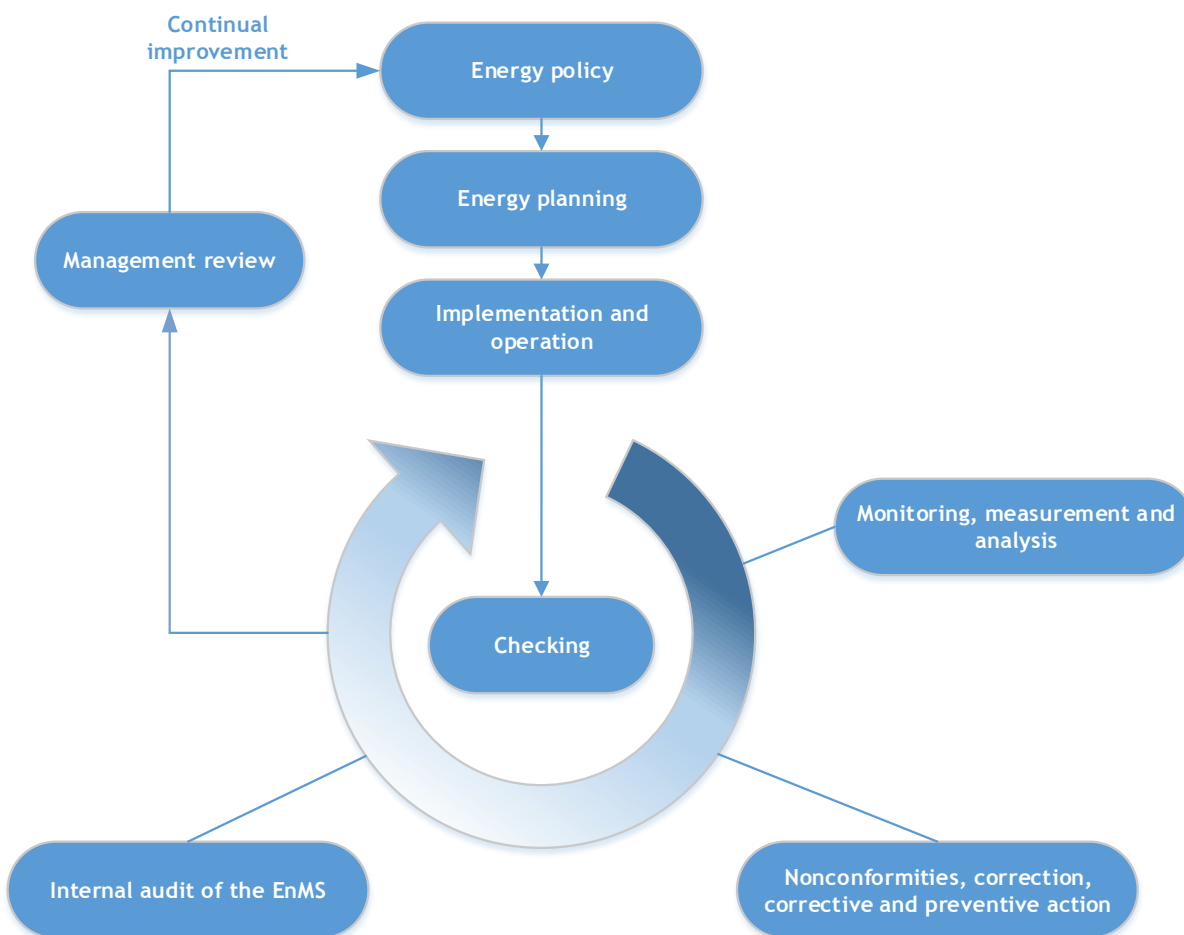 Continual
improvement
Energy policy
Energy planning
Management review
Implementation and
operation
Monitoring, measurement and
analysis
Checking
Internal audit of the EnMS
Nonconformities, correction,
corrective and preventive action